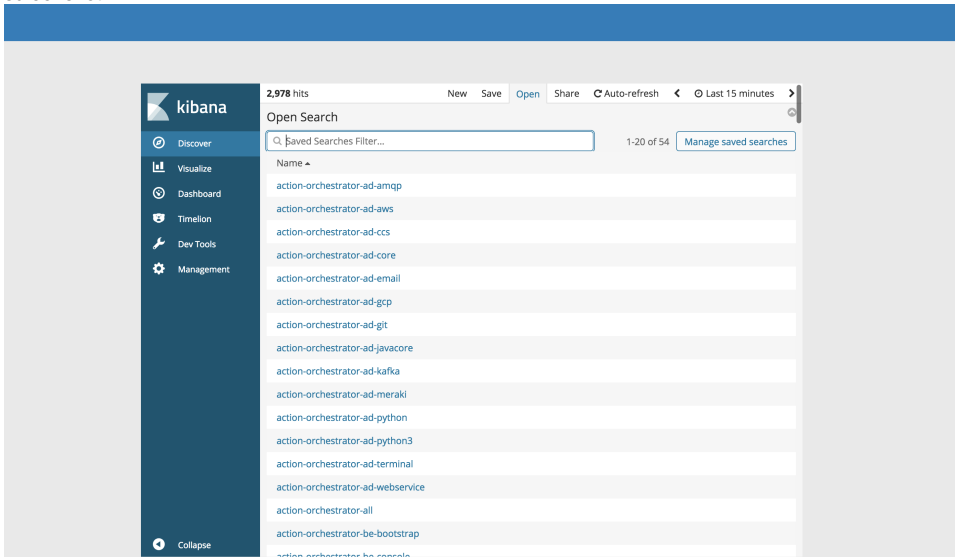 kibana
Discover
Visualize
Dashboard
Timelion
Dev Tools
Management
Collapse
2,978 hits New Save Open Share Auto-refresh Last 15 minutes
Open Search
Saved Searches Filter... 1-20 of 54 Manage saved searches
Name
action-orchestrator-ad-amqp
action-orchestrator-ad-aws
action-orchestrator-ad-ccs
action-orchestrator-ad-core
action-orchestrator-ad-email
action-orchestrator-ad-gcp
action-orchestrator-ad-git
action-orchestrator-ad-javacore
action-orchestrator-ad-kafka
action-orchestrator-ad-meraki
action-orchestrator-ad-python
action-orchestrator-ad-python3
action-orchestrator-ad-terminal
action-orchestrator-ad-webservice
action-orchestrator-all
action-orchestrator-be-bootstrap
action-orchestrator-be-console